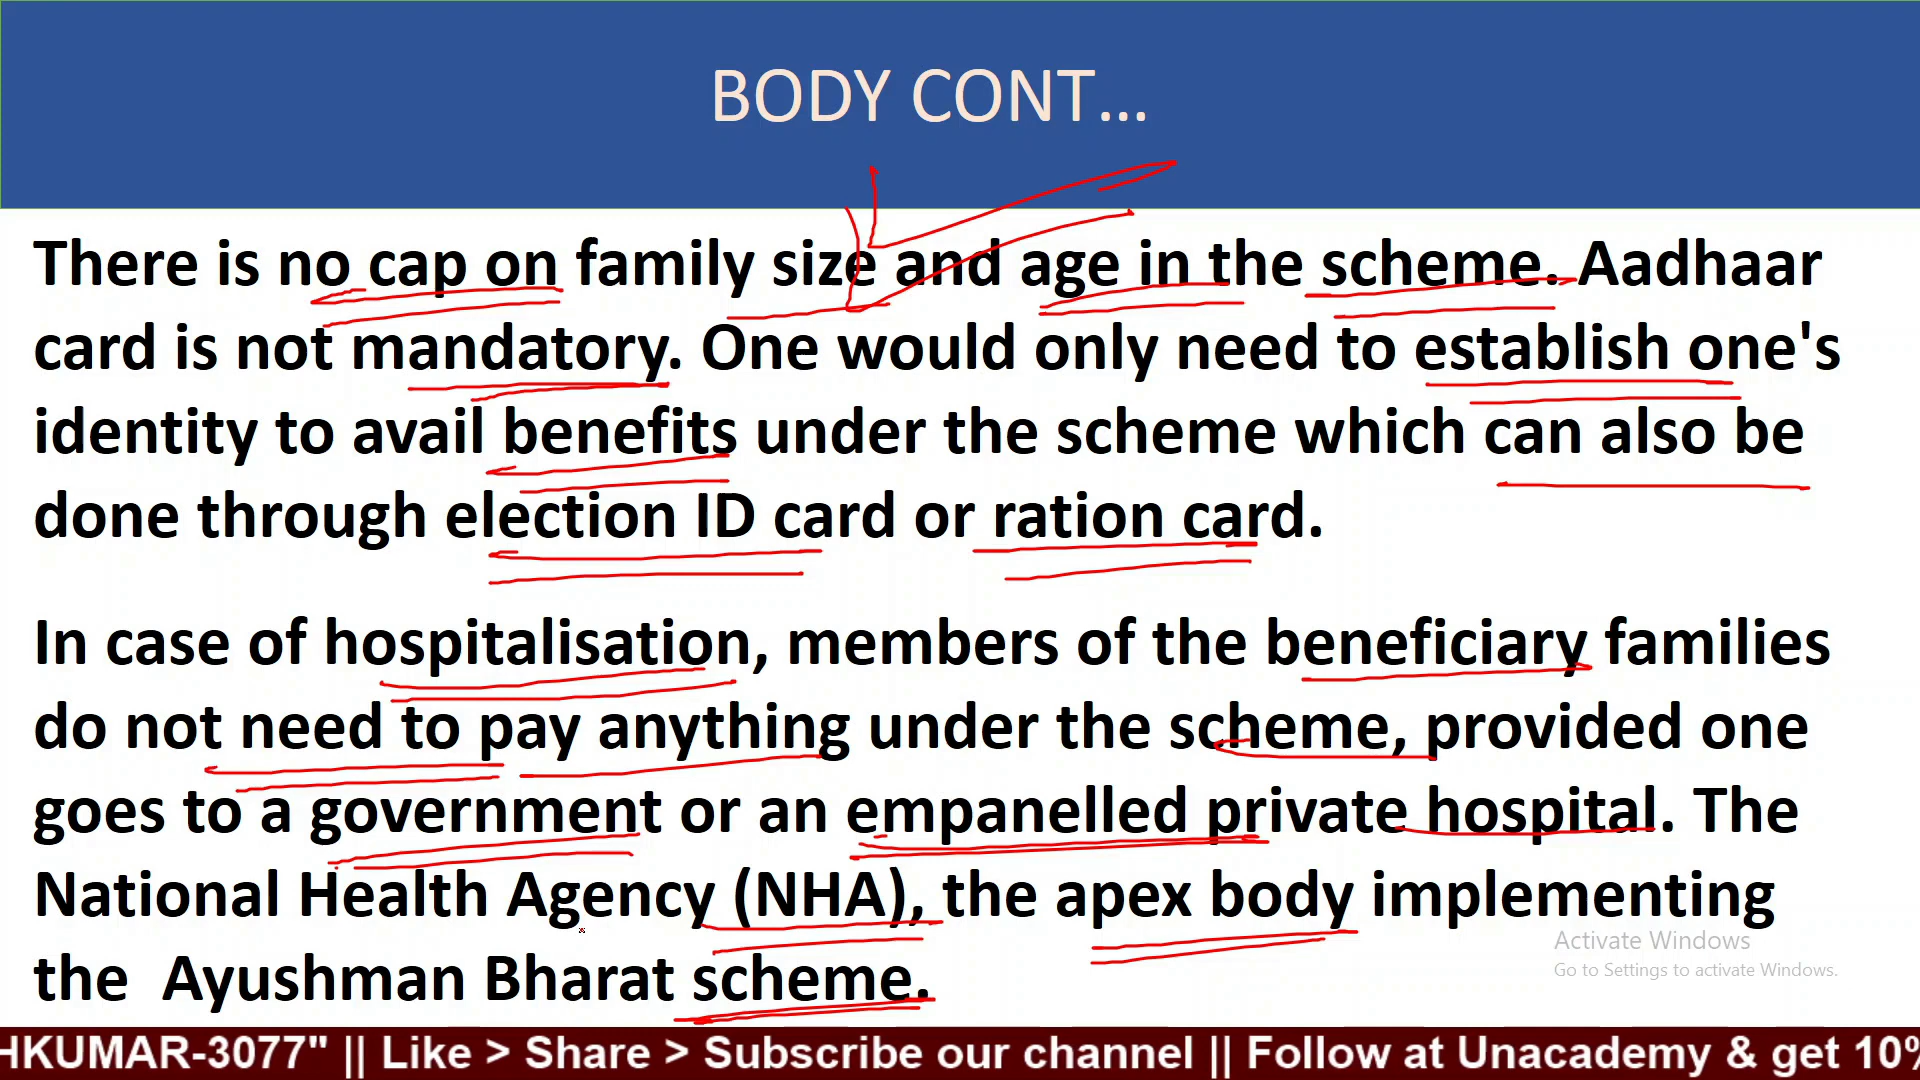 BODY CONT...
There is no cap on family size and age in the scheme. Aadhaar
card is not mandatory. One would only need to establish one's
identity to avail benefits under the scheme which can also be
done through election ID card or ration card.
In case of hospitalisation, members of the beneficiary families
do not need to pay anything under the scheme, provided one
goes to a government or an empanelled private hospital. The
National Health Agency (NHA), the apex body implementing
the  Ayushman Bharat scheme.
Activate Windows
Go to Settings to activate Windows.
HKUMAR-3077" || Like > Share > Subscribe our channel || Follow at Unacademy & get 10%